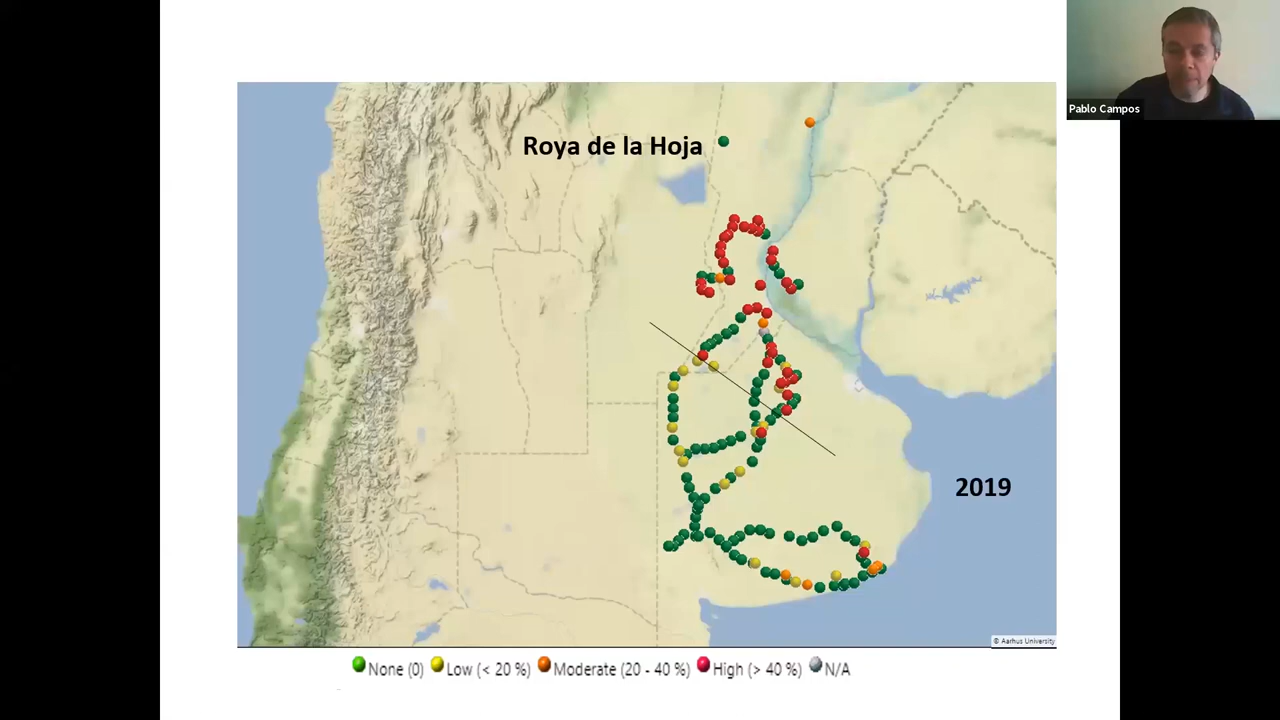 Pablo Campos
Roya de la Hoja
2019
© Aarhus University
None (0) Low (< 20 %) Moderate (20 - 40 %) High (> 40 %) N/A